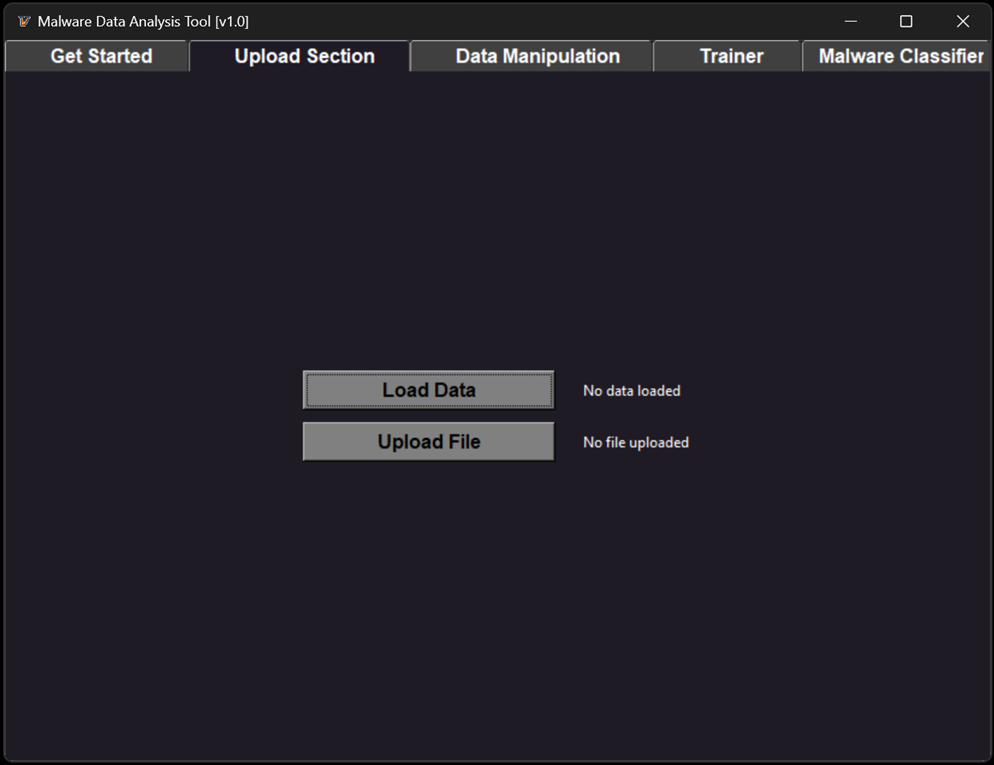 Malware Data Analysis Tool [v1.0]
Get Started Upload Section Data Manipulation Trainer Malware Classifier
Load Data No data loaded
Upload File No file uploaded